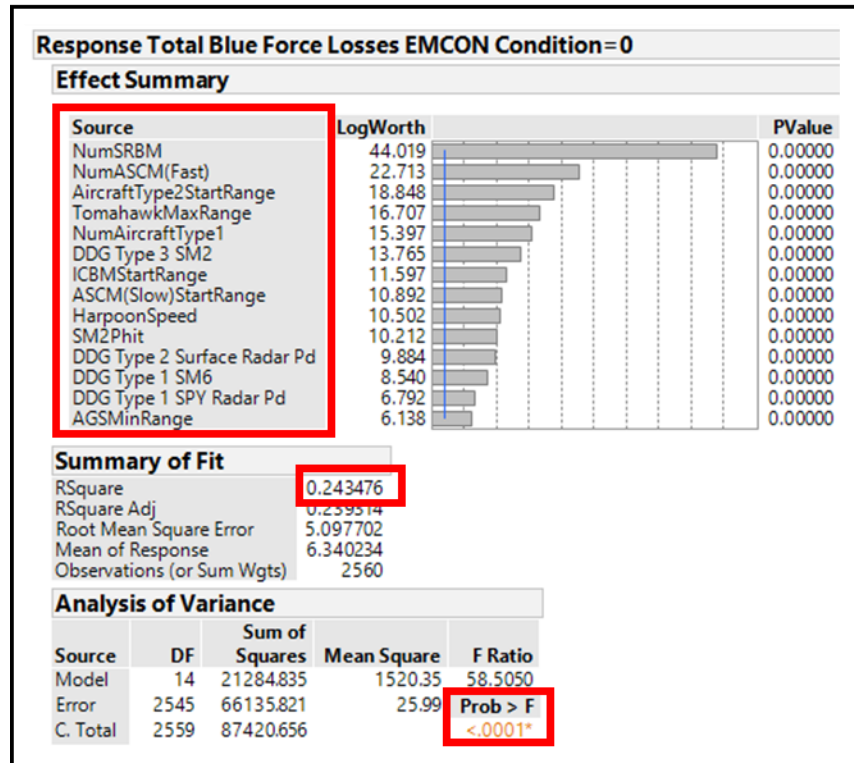 Response Total Blue Force Losses EMCON Condition=0
Effect Summary
Source LogWorth PValue
NumSRBM 44.019 0.00000
NumASCM(Fast) 22.713 0.00000
AircraftType2StartRange 18.848 0.00000
TomahawkMaxRange 16.707 0.00000
NumAircraftType1 15.397 0.00000
DDG Type 3 SM2 13.765 0.00000
ICBMStartRange 11.597 0.00000
ASCM(Slow)StartRange 10.892 0.00000
HarpoonSpeed 10.502 0.00000
SM2Phit 10.212 0.00000
DDG Type 2 Surface Radar Pd 9.884 0.00000
DDG Type 1 SM6 8.540 0.00000
DDG Type 1 SPY Radar Pd 6.792 0.00000
AGSMinRange 6.138 0.00000
Summary of Fit
RSquare 0.243476
RSquare Adj 0.239314
Root Mean Square Error 5.097702
Mean of Response 6.340234
Observations (or Sum Wgts) 2560
Analysis of Variance
Sum of
Source DF Squares Mean Square F Ratio
Model 14 21284.835 1520.35 58.5050
Error 2545 66135.821 25.99 Prob > F
C. Total 2559 87420.656 <.0001*